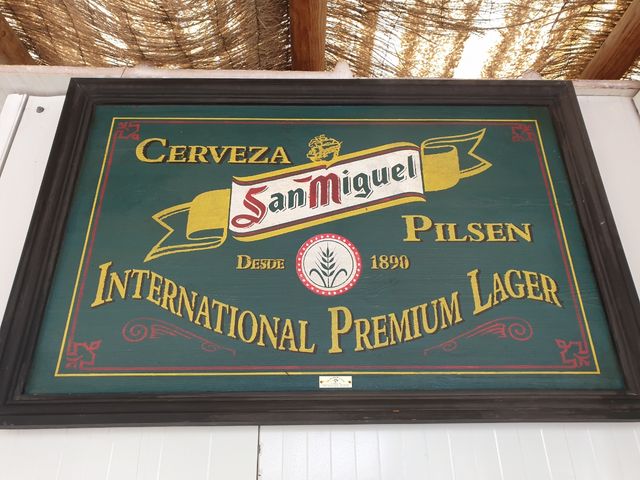 CERVEZA
San Miguel
PILSEN
DESDE 1890
INTERNATIONAL PREMIUM LAGER